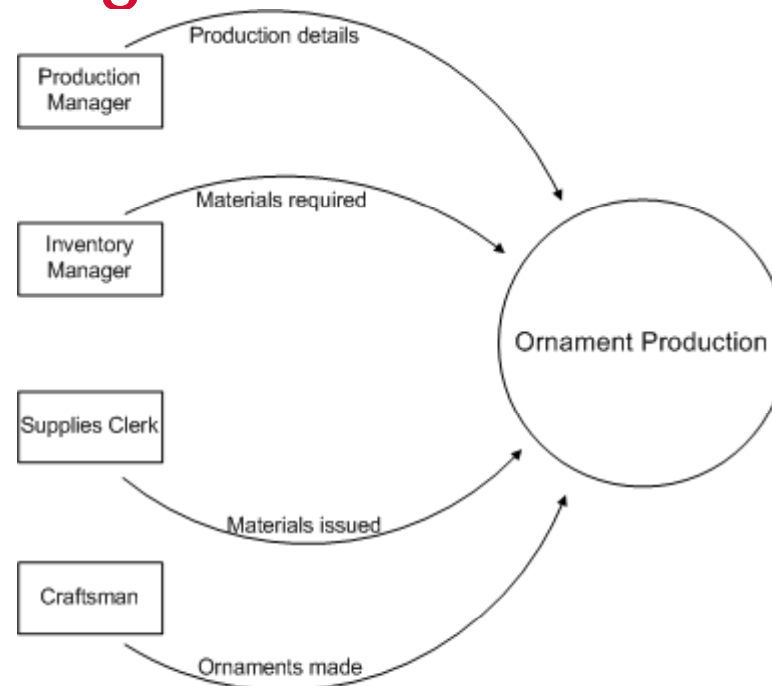 Production details
Production
Manager
Materials required
Inventory
Manager
Ornament Production
Supplies Clerk
Materials issued
Craftsman
Ornaments made